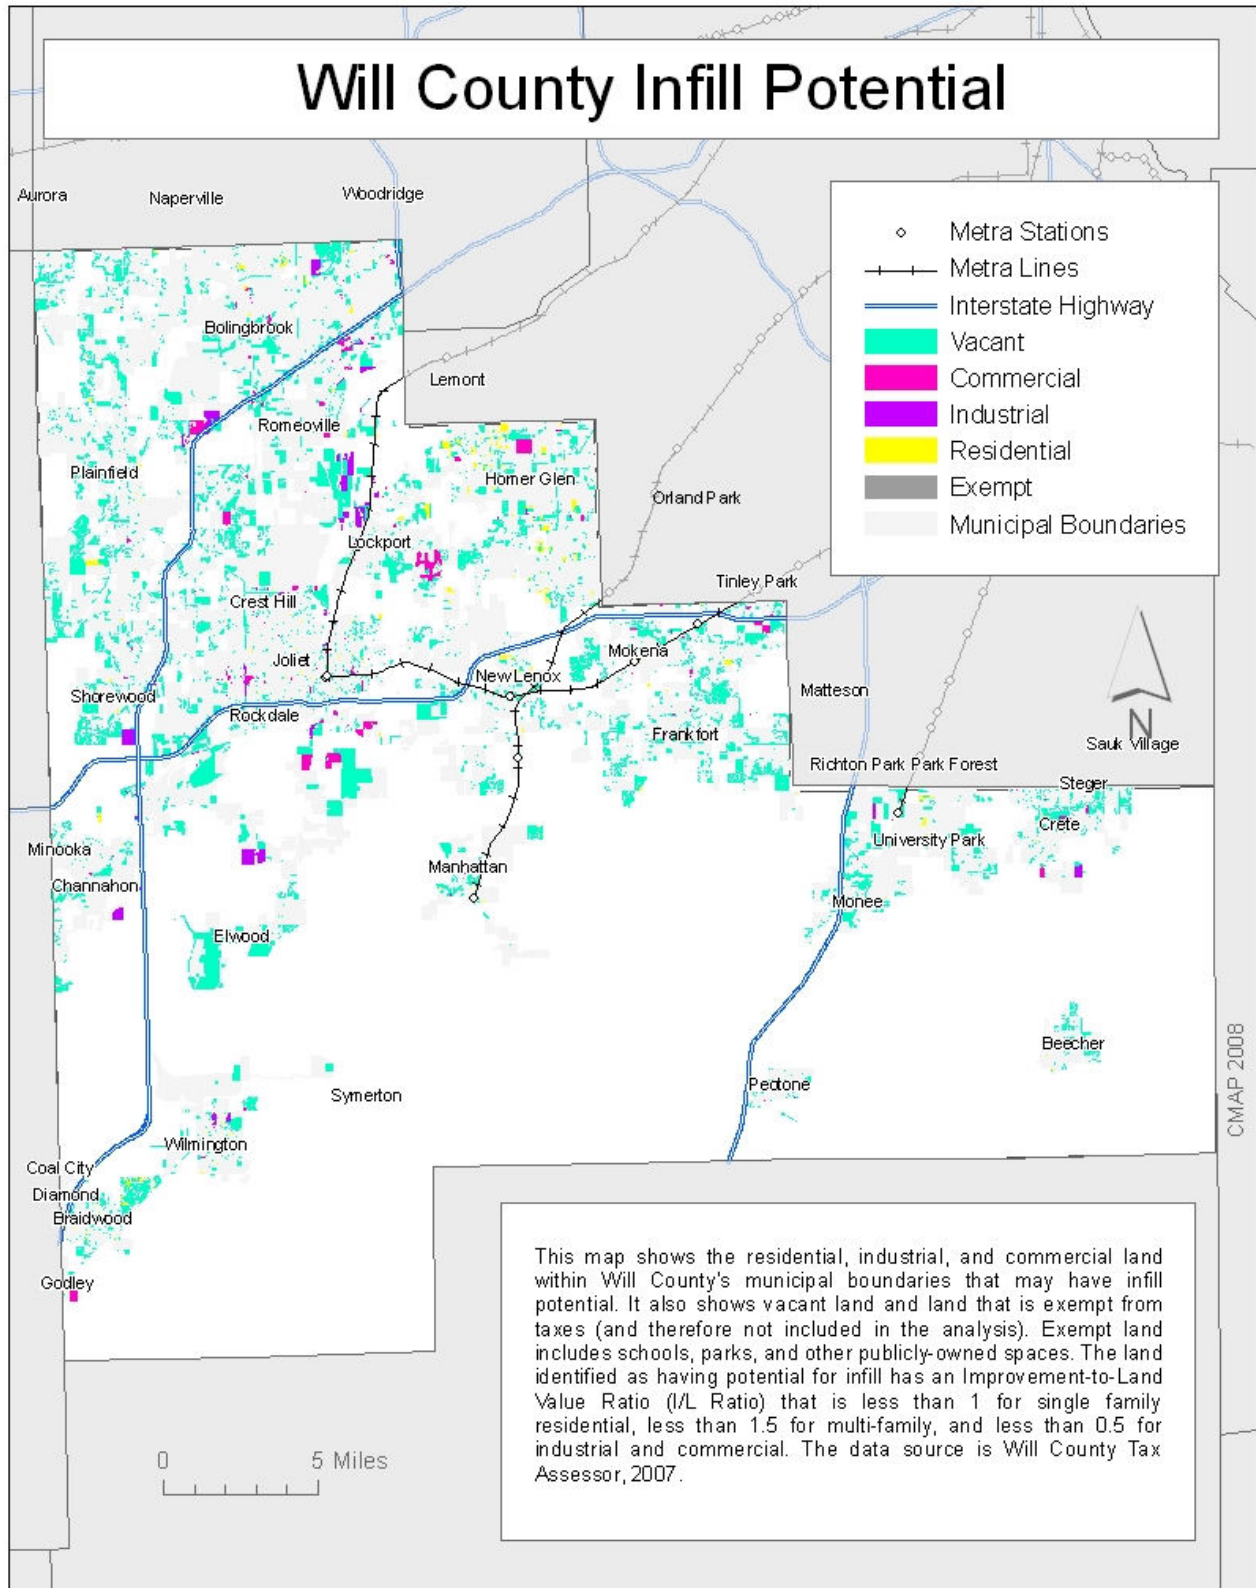 Will County Infill Potential
Aurora
Naperville
Woodridge
Metra Stations
Metra Lines
Interstate Highway
Vacant
Commercial
Industrial
Residential
Exempt
Municipal Boundaries
Bolingbrook
Lemont
Romeoville
Plainfield
Homer Glen
Orland Park
Lockport
Tinley Park
Crest Hill
Joliet
Mokena
New Lenox
Shorewood
Matteson
Rockdale
Frankfort
N
Sauk Village
Richton Park
Park Forest
Steger
Crete
University Park
Minooka
Manhattan
Channahon
Monee
Elwood
Beecher
Peotone
Symerton
Wilmington
Coal City
Diamond
Braidwood
Godley
CMAP 2008
This map shows the residential, industrial, and commercial land
within Will County's municipal boundaries that may have infill
potential. It also shows vacant land and land that is exempt from
taxes (and therefore not included in the analysis). Exempt land
includes schools, parks, and other publicly-owned spaces. The land
identified as having potential for infill has an Improvement-to-Land
Value Ratio (I/L Ratio) that is less than 1 for single family
residential, less than 1.5 for multi-family, and less than 0.5 for
industrial and commercial. The data source is Will County Tax
Assessor, 2007.
0 5 Miles